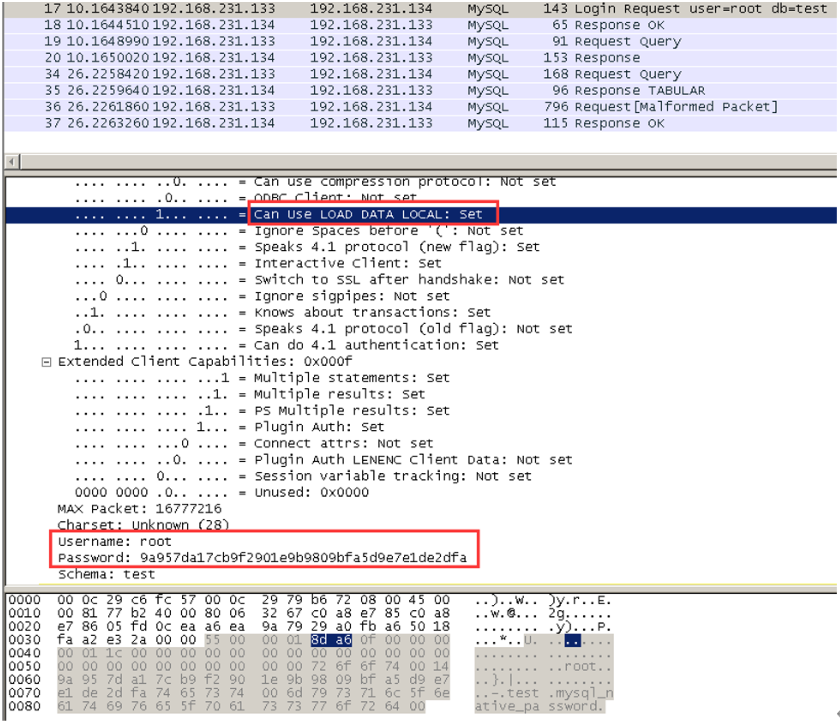 17 10.1643840 192.168.231.133 192.168.231.134 MySQL 143 Login Request user=root db=test
18 10.1644510 192.168.231.134 192.168.231.133 MySQL 65 Response OK
19 10.1648990 192.168.231.133 192.168.231.134 MySQL 91 Request Query
20 10.1650020 192.168.231.134 192.168.231.133 MySQL 153 Response
34 26.2258420 192.168.231.133 192.168.231.134 MySQL 168 Request Query
35 26.2259640 192.168.231.134 192.168.231.133 MySQL 96 Response TABULAR
36 26.2261860 192.168.231.133 192.168.231.134 MySQL 796 Request[Malformed Packet]
37 26.2263260 192.168.231.134 192.168.231.133 MySQL 115 Response OK
.... .... ..0. .... = Can use compression protocol: Not set
.... .... .0.. .... = ODBC Client: Not set
.... .... 1... .... = Can Use LOAD DATA LOCAL: Set
.... ...0 .... .... = Ignore Spaces before '(': Not set
.... ..1. .... .... = Speaks 4.1 protocol (new flag): Set
.... .1.. .... .... = Interactive Client: Set
.... 0... .... .... = Switch to SSL after handshake: Not set
...0 .... .... .... = Ignore sigpipes: Not set
..1. .... .... .... = Knows about transactions: Set
.0.. .... .... .... = Speaks 4.1 protocol (old flag): Not set
1... .... .... .... = Can do 4.1 authentication: Set
Extended Client Capabilities: 0x000f
.... .... .... ...1 = Multiple statements: Set
.... .... .... ..1. = Multiple results: Set
.... .... .... .1.. = PS Multiple results: Set
.... .... .... 1... = Plugin Auth: Set
.... .... ...0 .... = Connect attrs: Not set
.... .... ..0. .... = Plugin Auth LENENC Client Data: Not set
.... .... .0.. .... = Session variable tracking: Not set
0000 0000 .0.. .... = Unused: 0x0000
MAX Packet: 16777216
Charset: Unknown (28)
Username: root
Password: 9a957da17cb9f2901e9b9809bfa5d9e7e1de2dfa
Schema: test
0000 00 0c 29 c6 fc 57 00 0c 29 79 b6 72 08 00 45 00 ..)..W.. )y.r..E.
0010 00 81 77 b2 40 00 80 06 32 67 c0 a8 e7 85 c0 a8 ..w.@... 2g......
0020 e7 86 05 fd 0c ea a6 ea 9a 79 29 a0 fb a6 50 18 ........ .y)...P.
0030 fa a2 e3 2a 00 00 55 00 00 01 8d a6 0f 00 00 00 ...*..U. ........
0040 00 01 1c 00 00 00 00 00 00 00 00 00 00 00 00 00 ........ ........
0050 00 00 00 00 00 00 00 00 00 00 72 6f 6f 74 00 14 ........ ..root..
0060 9a 95 7d a1 7c b9 f2 90 1e 9b 98 09 bf a5 d9 e7 ..}.|... ........
0070 e1 de 2d fa 74 65 73 74 00 6d 79 73 71 6c 5f 6e ..-.test .mysql_n
0080 61 74 69 76 65 5f 70 61 73 73 77 6f 72 64 00 ative_pa ssword.